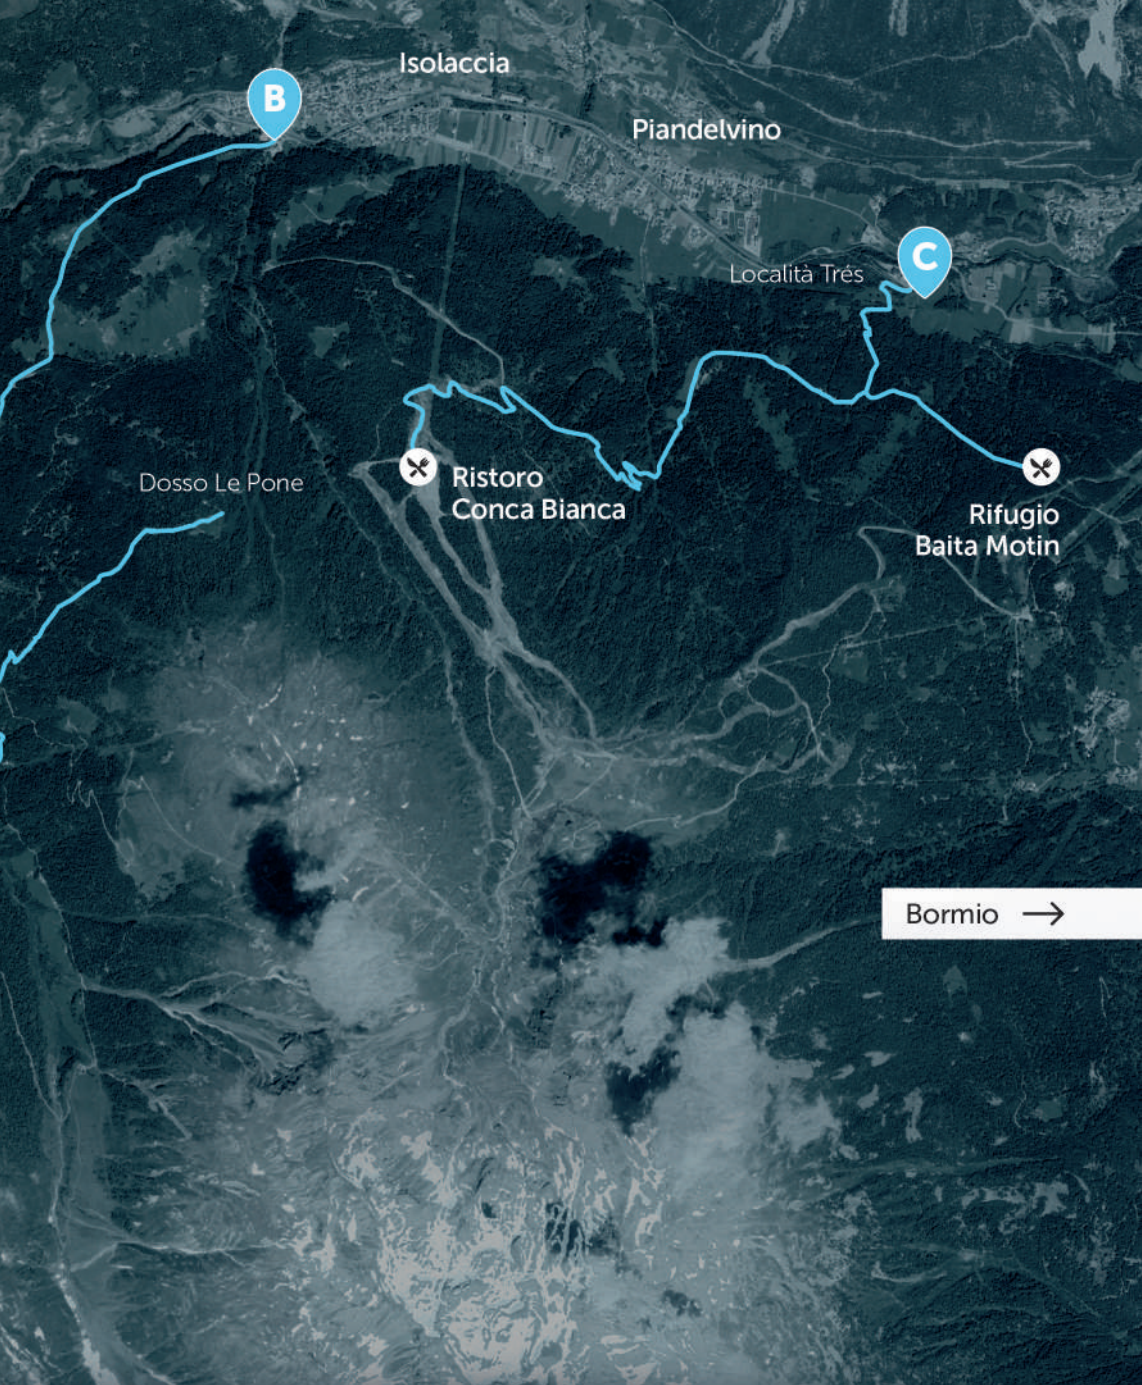 Isolaccia
B
Piandelvino
C
Località Trés
Ristoro
Conca Bianca
Dosso Le Pone
Rifugio
Baita Motin
Bormio →